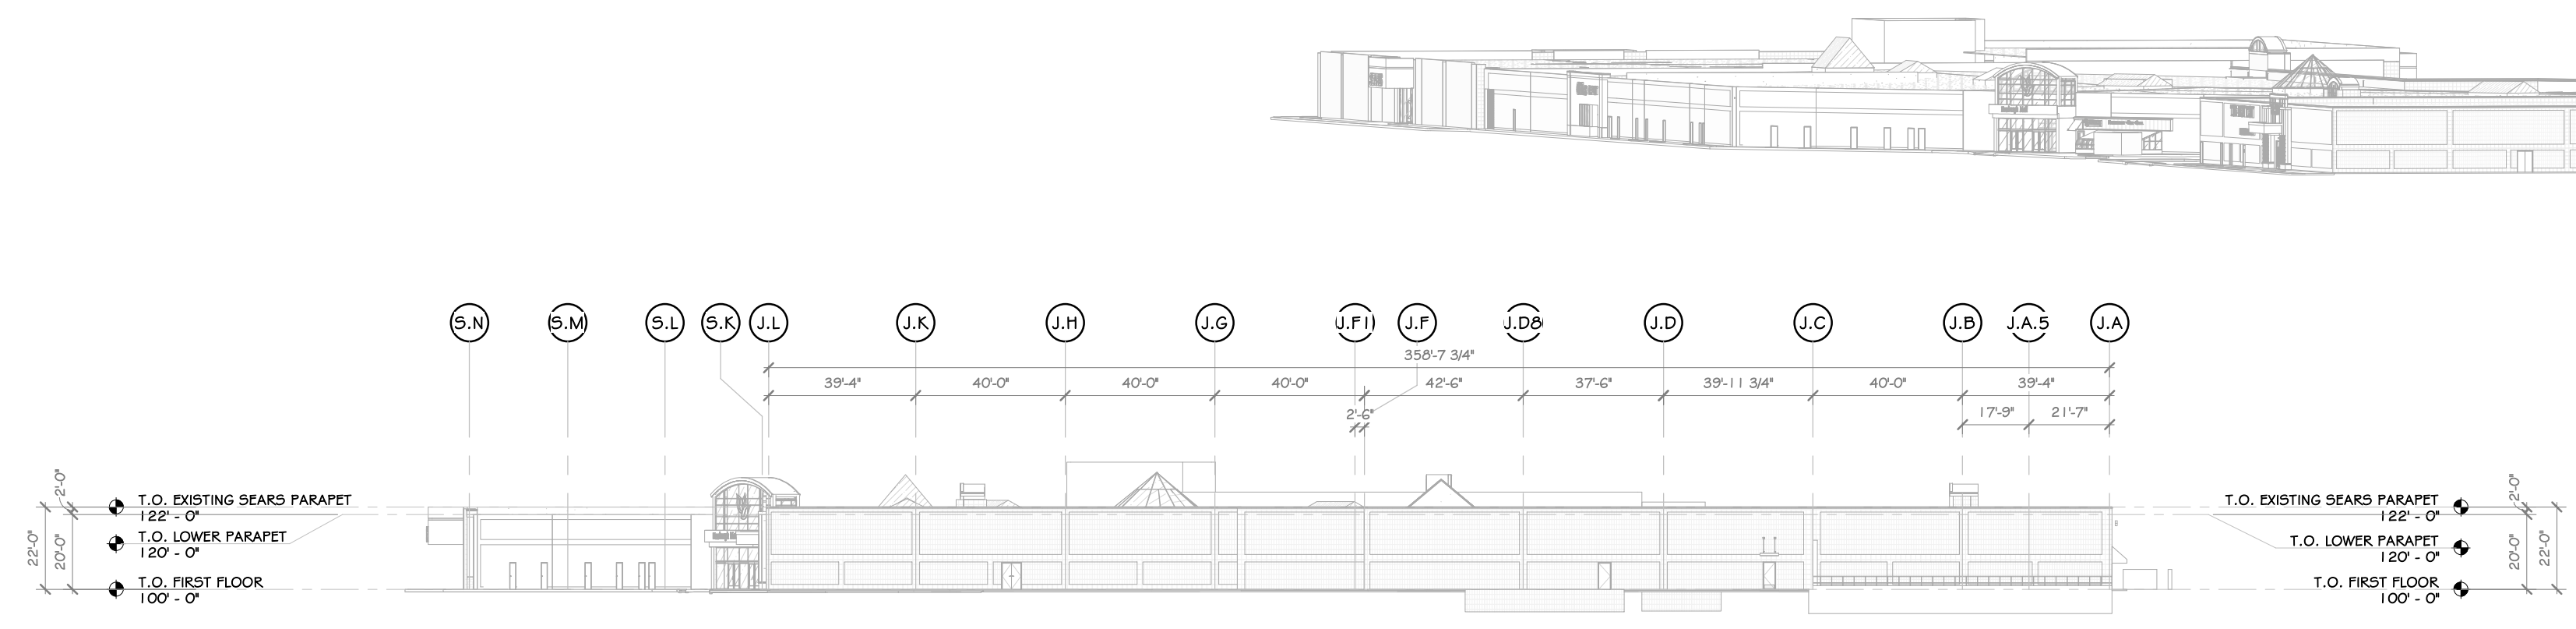 S.N S.M S.L S.K J.L J.K J.H J.G J.F1 J.F J.D8 J.D J.C J.B J.A.5 J.A
358'-7 3/4"
39'-4" 40'-0" 40'-0" 40'-0" 42'-6" 37'-6" 39'-11 3/4" 40'-0" 39'-4"
2'-6" 17'-9" 21'-7"
2'-0"
22'-0"
20'-0"
T.O. EXISTING SEARS PARAPET
122' - 0"
T.O. LOWER PARAPET
120' - 0"
T.O. FIRST FLOOR
100' - 0"
T.O. EXISTING SEARS PARAPET
122' - 0"
T.O. LOWER PARAPET
120' - 0"
T.O. FIRST FLOOR
100' - 0"
2'-0"
20'-0"
22'-0"